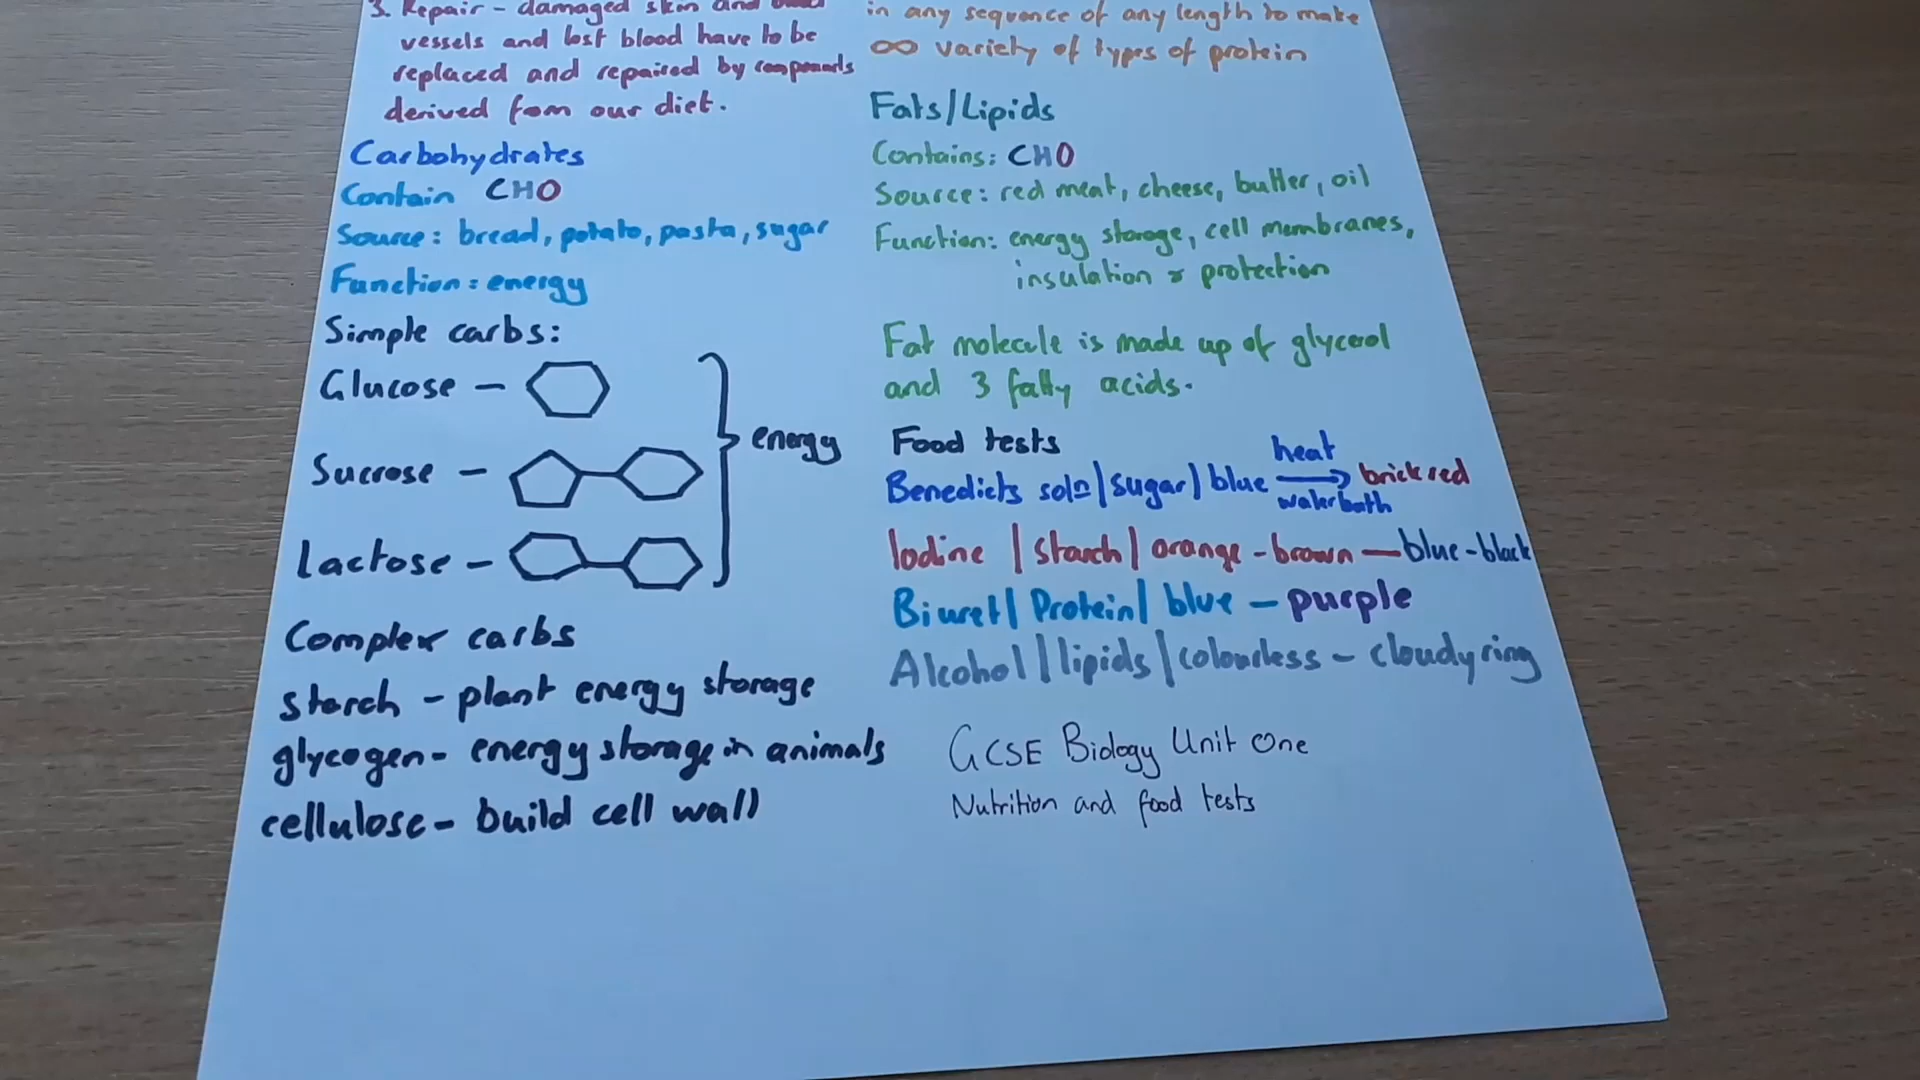 3. Repair - damaged skin and blood
vessels and lost blood have to be
replaced and repaired by compounds
derived from our diet.
Carbohydrates
Contain CHO
Source: bread, potato, pasta, sugar
Function: energy
Simple carbs:
Glucose -
Sucrose -
Lactose -
energy
Complex carbs
starch - plant energy storage
glycogen - energy storage in animals
cellulose - build cell wall
in any sequence of any length to make
∞ variety of types of protein
Fats/Lipids
Contains: CHO
Source: red meat, cheese, butter, oil
Function: energy storage, cell membranes,
insulation & protection
Fat molecule is made up of glycerol
and 3 fatty acids.
Food tests
Benedicts soln | sugar | blue heat → waterbath brick red
Iodine | starch | orange-brown — blue-black
Biuret | Protein | blue - purple
Alcohol | lipids | colourless - cloudy ring
GCSE Biology Unit One
Nutrition and food tests